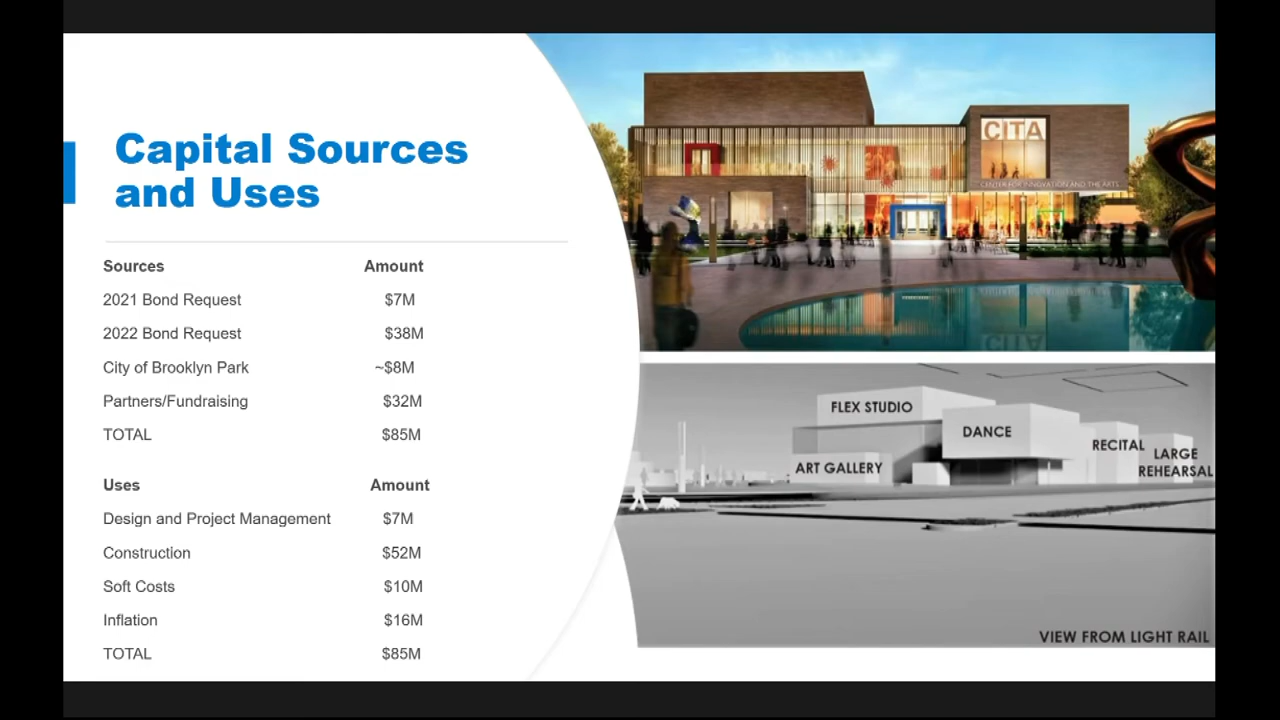 Capital Sources
and Uses
Sources Amount
2021 Bond Request $7M
2022 Bond Request $38M
City of Brooklyn Park ~$8M
Partners/Fundraising $32M
TOTAL $85M
Uses Amount
Design and Project Management $7M
Construction $52M
Soft Costs $10M
Inflation $16M
TOTAL $85M
CITA
CENTER FOR INNOVATION AND THE ARTS
FLEX STUDIO
DANCE
ART GALLERY
RECITAL
LARGE
REHEARSAL
VIEW FROM LIGHT RAIL